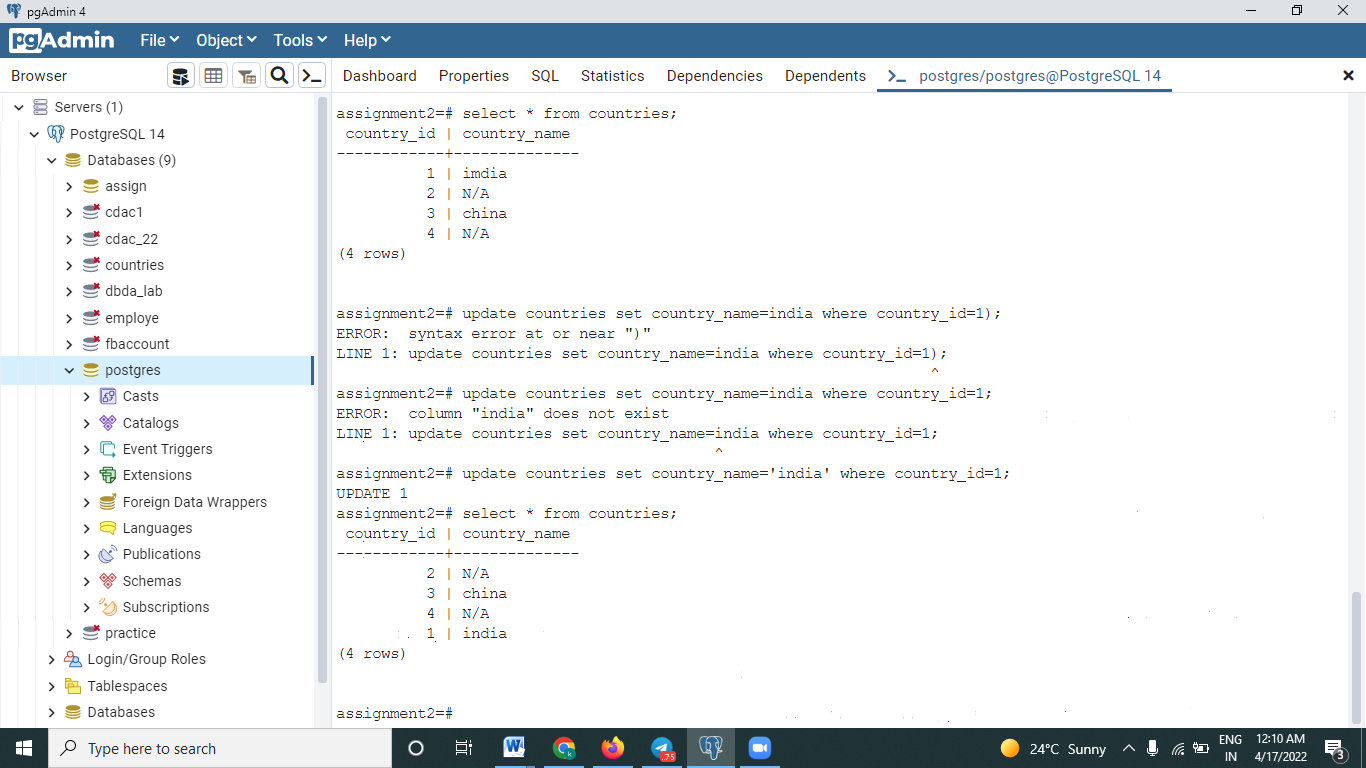 pgAdmin 4
pgAdmin File Object Tools Help
Browser
Dashboard Properties SQL Statistics Dependencies Dependents postgres/postgres@PostgreSQL 14
Servers (1)
PostgreSQL 14
Databases (9)
assign
cdac1
cdac_22
countries
dbda_lab
employe
fbaccount
postgres
Casts
Catalogs
Event Triggers
Extensions
Foreign Data Wrappers
Languages
Publications
Schemas
Subscriptions
practice
Login/Group Roles
Tablespaces
Databases
assignment2=# select * from countries;
country_id | country_name
------------+--------------
1 | imdia
2 | N/A
3 | china
4 | N/A
(4 rows)
assignment2=# update countries set country_name=india where country_id=1);
ERROR:  syntax error at or near ")"
LINE 1: update countries set country_name=india where country_id=1);
^
assignment2=# update countries set country_name=india where country_id=1;
ERROR:  column "india" does not exist
LINE 1: update countries set country_name=india where country_id=1;
^
assignment2=# update countries set country_name='india' where country_id=1;
UPDATE 1
assignment2=# select * from countries;
country_id | country_name
------------+--------------
2 | N/A
3 | china
4 | N/A
1 | india
(4 rows)
assignment2=#
Type here to search
.75
24°C Sunny
ENG
IN
12:10 AM
4/17/2022
3